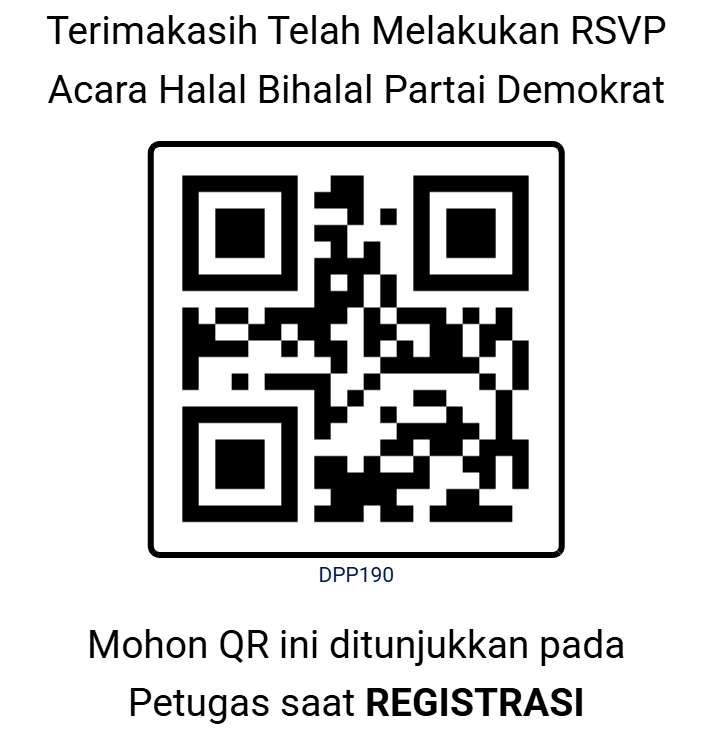 Terimakasih Telah Melakukan RSVP
Acara Halal Bihalal Partai Demokrat
DPP190
Mohon QR ini ditunjukkan pada
Petugas saat REGISTRASI